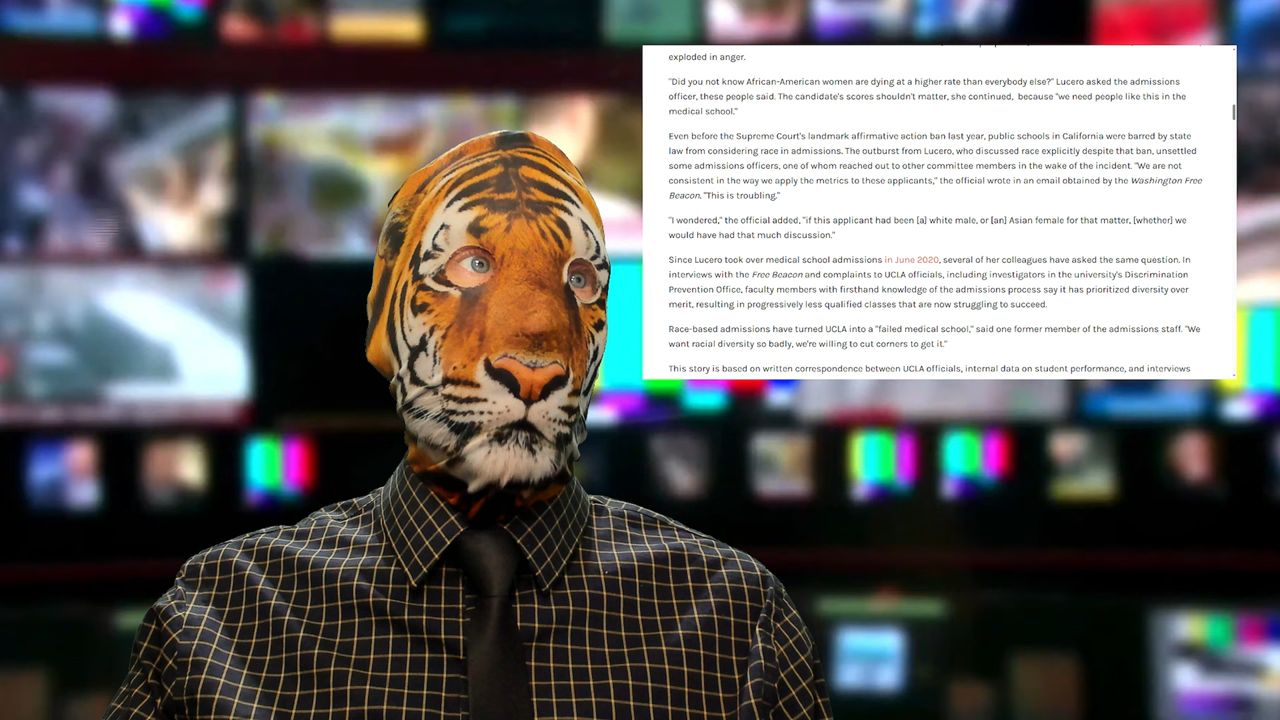 exploded in anger.
"Did you not know African-American women are dying at a higher rate than everybody else?" Lucero asked the admissions
officer, these people said. The candidate's scores shouldn't matter, she continued, because "we need people like this in the
medical school."
Even before the Supreme Court's landmark affirmative action ban last year, public schools in California were barred by state
law from considering race in admissions. The outburst from Lucero, who discussed race explicitly despite that ban, unsettled
some admissions officers, one of whom reached out to other committee members in the wake of the incident. "We are not
consistent in the way we apply the metrics to these applicants," the official wrote in an email obtained by the Washington Free
Beacon. "This is troubling."
"I wondered," the official added, "if this applicant had been [a] white male, or [an] Asian female for that matter, [whether] we
would have had that much discussion."
Since Lucero took over medical school admissions in June 2020, several of her colleagues have asked the same question. In
interviews with the Free Beacon and complaints to UCLA officials, including investigators in the university's Discrimination
Prevention Office, faculty members with firsthand knowledge of the admissions process say it has prioritized diversity over
merit, resulting in progressively less qualified classes that are now struggling to succeed.
Race-based admissions have turned UCLA into a "failed medical school," said one former member of the admissions staff. "We
want racial diversity so badly, we're willing to cut corners to get it."
This story is based on written correspondence between UCLA officials, internal data on student performance, and interviews